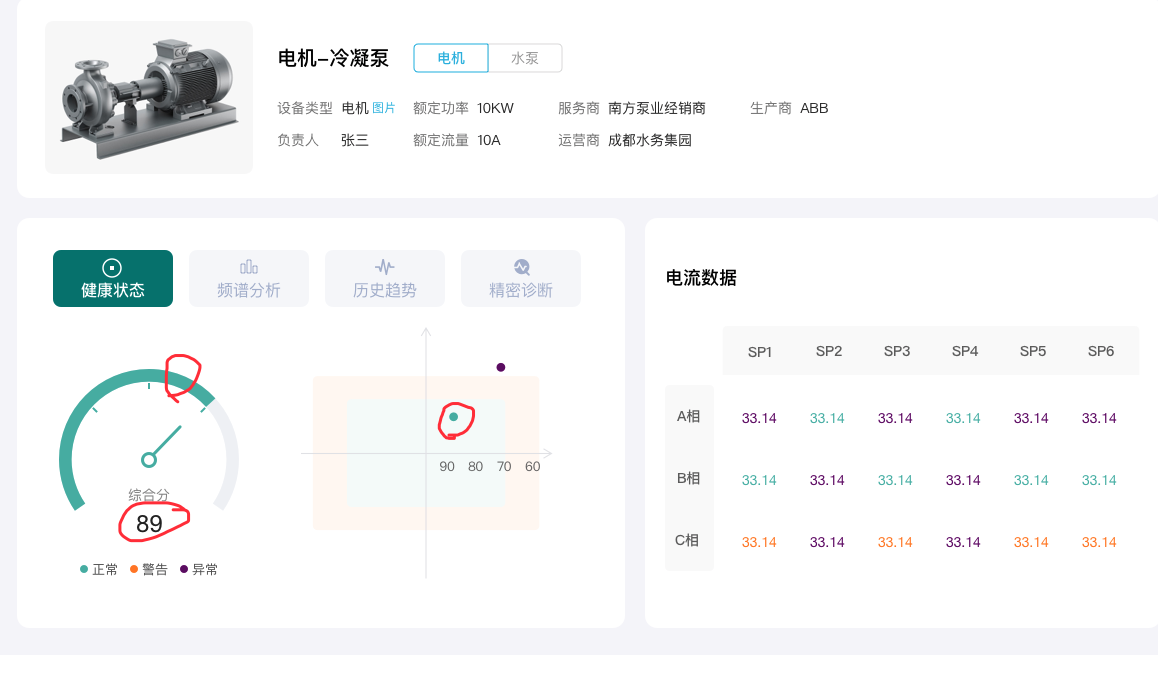 电机-冷凝泵 电机 水泵
设备类型 电机 图片 额定功率 10KW 服务商 南方泵业经销商 生产商 ABB
负责人 张三 额定流量 10A 运营商 成都水务集园
健康状态 频谱分析 历史趋势 精密诊断
综合分
89
正常 警告 异常
90 80 70 60
电流数据
SP1 SP2 SP3 SP4 SP5 SP6
A相 33.14 33.14 33.14 33.14 33.14 33.14
B相 33.14 33.14 33.14 33.14 33.14 33.14
C相 33.14 33.14 33.14 33.14 33.14 33.14